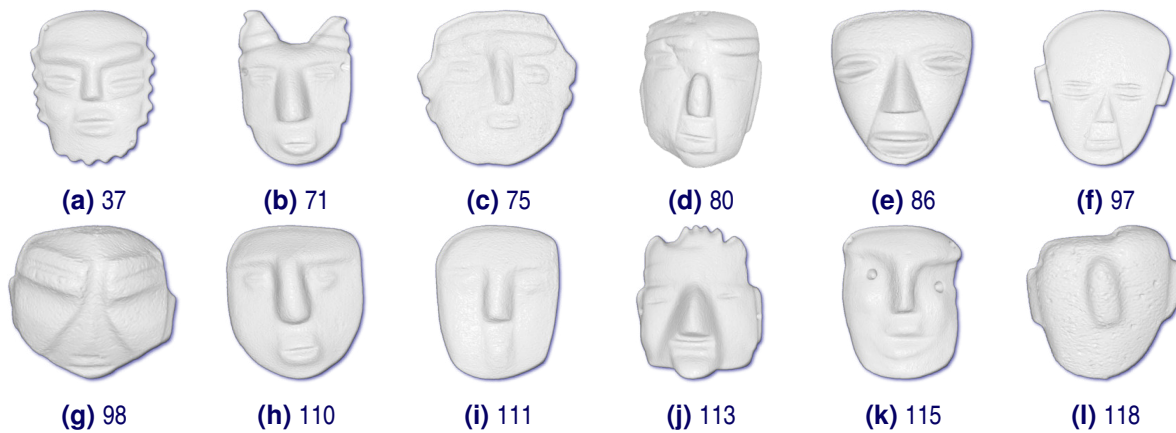 (a) 37 (b) 71 (c) 75 (d) 80 (e) 86 (f) 97
(g) 98 (h) 110 (i) 111 (j) 113 (k) 115 (l) 118